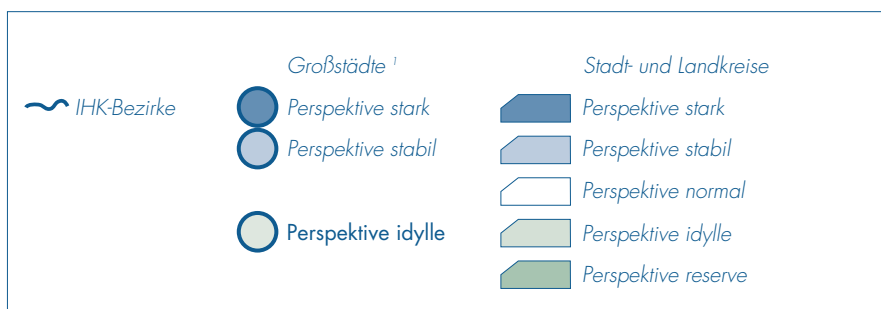 IHK-Bezirke
Großstädte ¹
Perspektive stark
Perspektive stabil
Perspektive idylle
Stadt- und Landkreise
Perspektive stark
Perspektive stabil
Perspektive normal
Perspektive idylle
Perspektive reserve